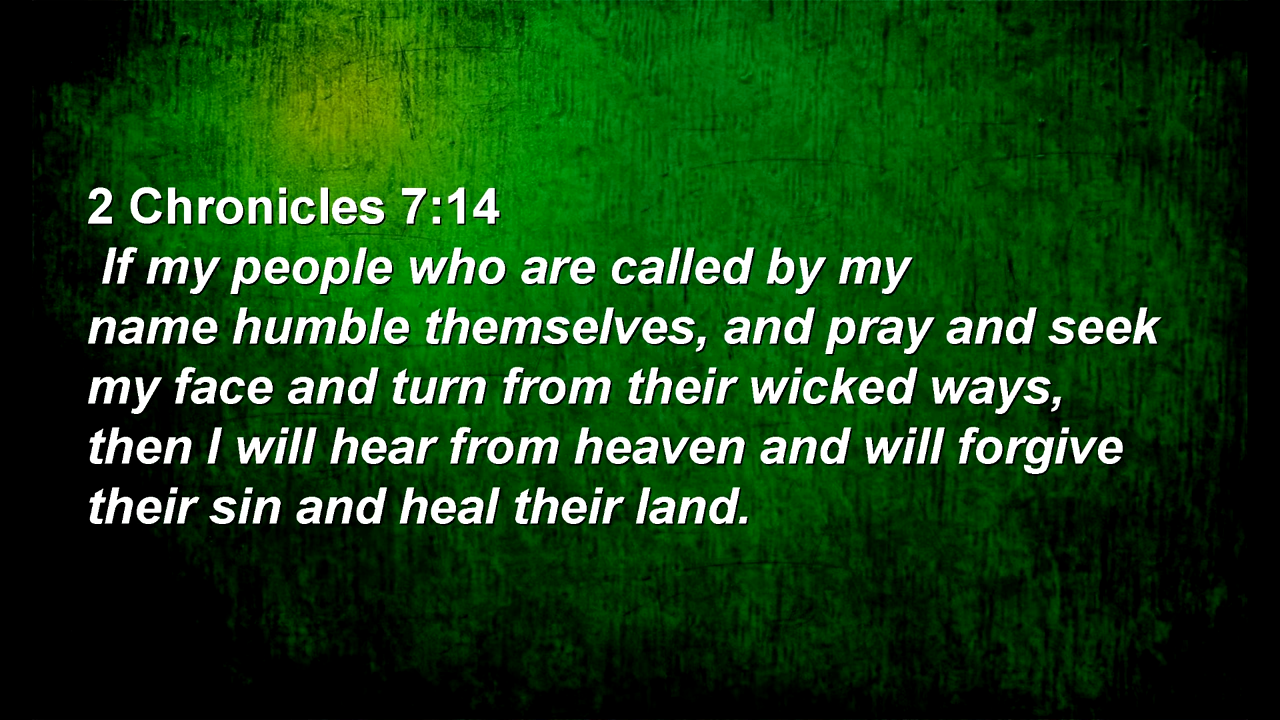 2 Chronicles 7:14
If my people who are called by my
name humble themselves, and pray and seek
my face and turn from their wicked ways,
then I will hear from heaven and will forgive
their sin and heal their land.